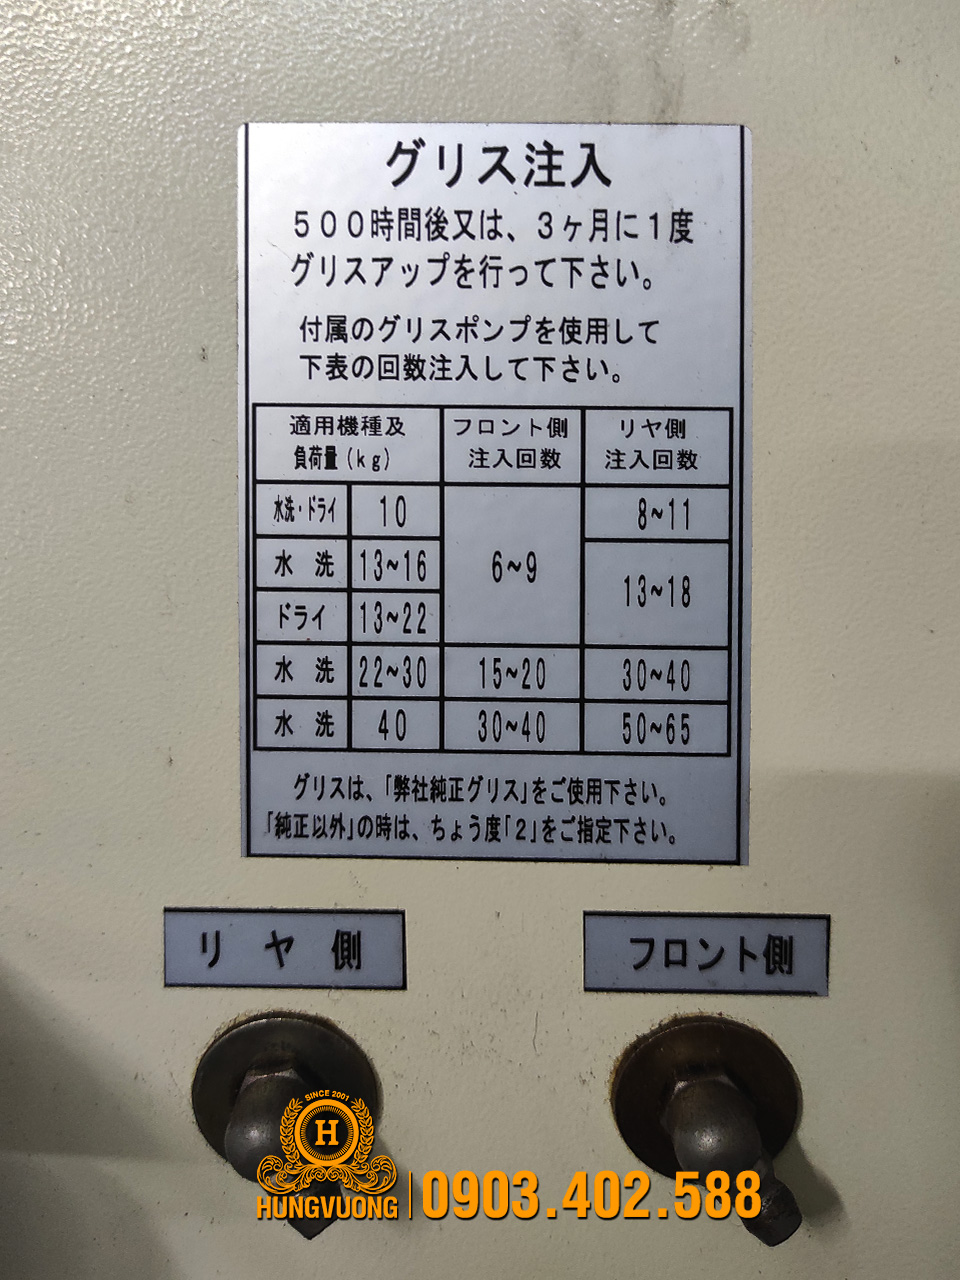 グリス注入
500時間後又は、3ヶ月に1度
グリスアップを行って下さい。
付属のグリスポンプを使用して
下表の回数注入して下さい。
適用機種及 フロント側 リヤ側
負荷量(kg) 注入回数 注入回数
水洗・ドライ 10 8~11
水 洗 13~16 6~9 13~18
ドライ 13~22
水 洗 22~30 15~20 30~40
水 洗 40 30~40 50~65
グリスは、「弊社純正グリス」をご使用下さい。
「純正以外」の時は、ちょう度「2」をご指定下さい。
リヤ側 フロント側
SINCE 2001
H
HUNGVUONG 0903.402.588